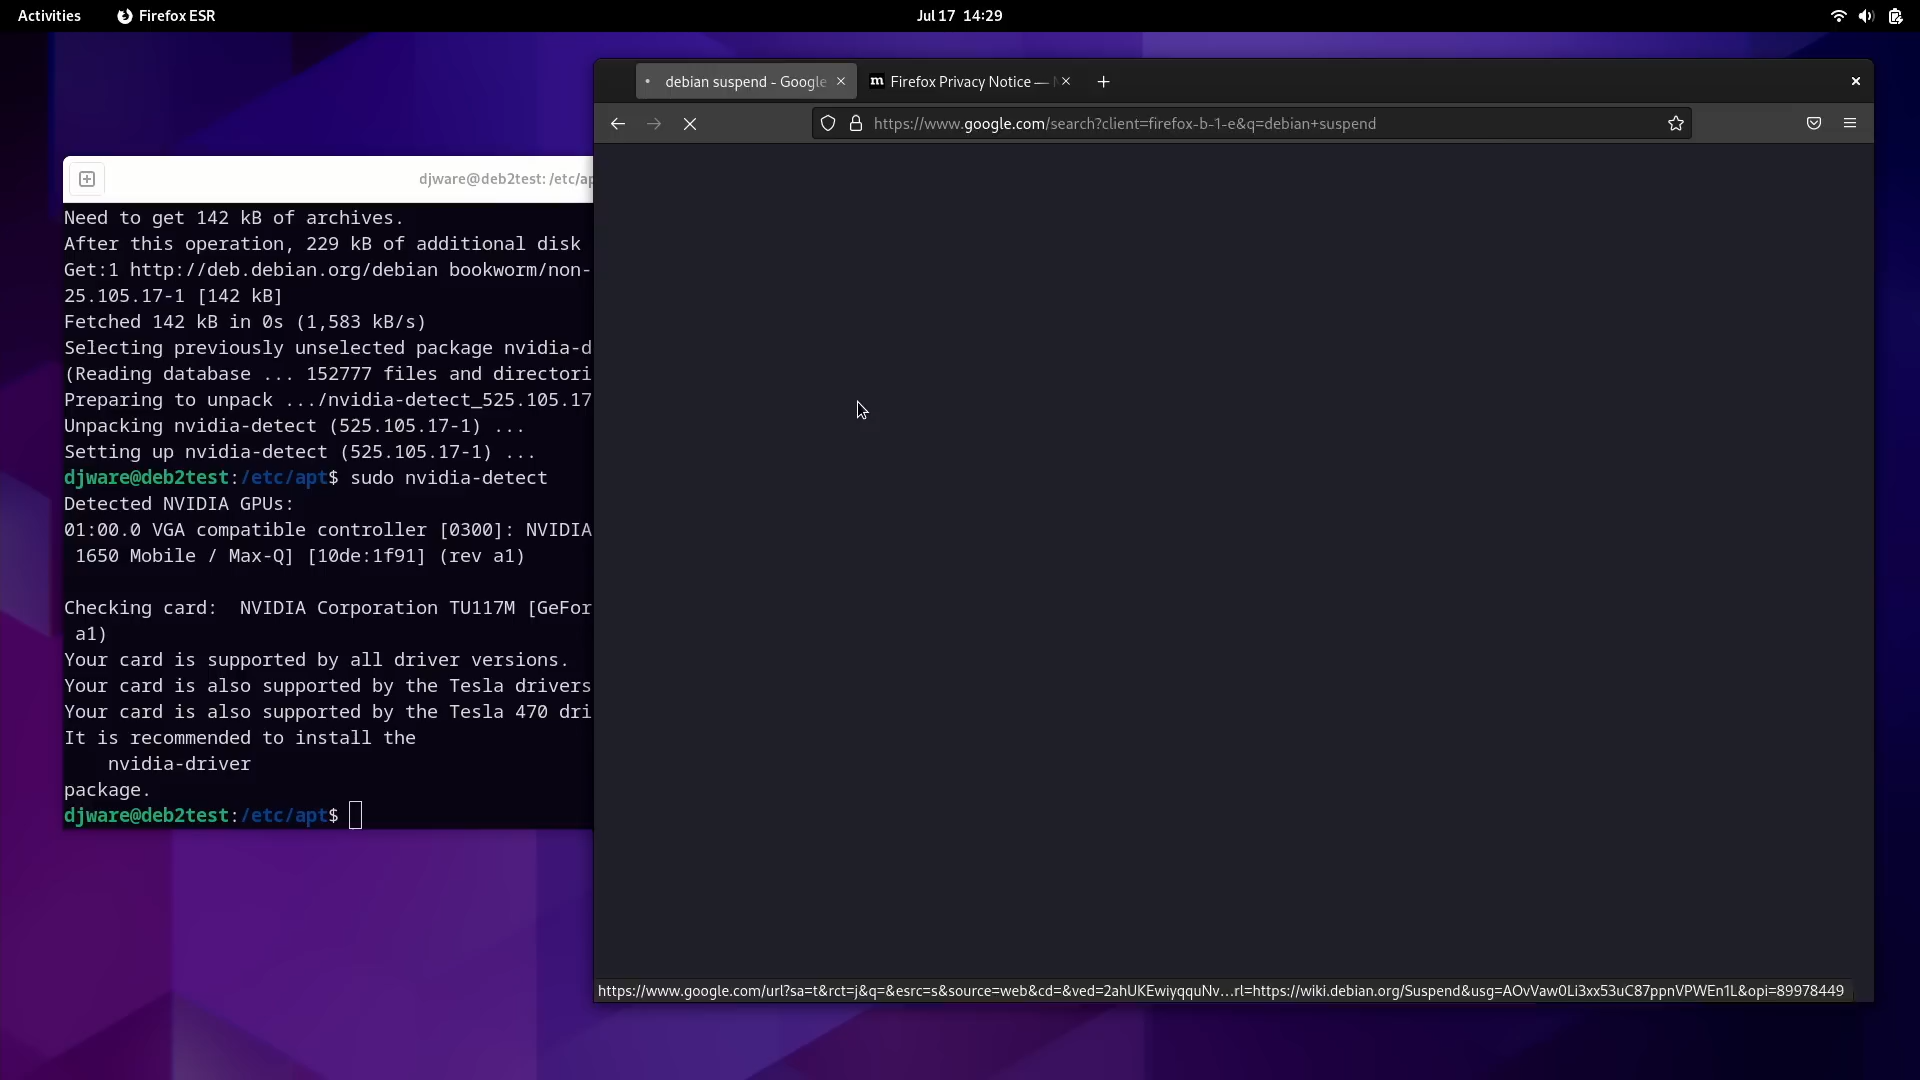 Activities
Firefox ESR
Jul 17 14:29
debian suspend - Google
Firefox Privacy Notice —
https://www.google.com/search?client=firefox-b-1-e&q=debian+suspend
djware@deb2test: /etc/ap
Need to get 142 kB of archives.
After this operation, 229 kB of additional disk
Get:1 http://deb.debian.org/debian bookworm/non-
25.105.17-1 [142 kB]
Fetched 142 kB in 0s (1,583 kB/s)
Selecting previously unselected package nvidia-d
(Reading database ... 152777 files and directori
Preparing to unpack .../nvidia-detect_525.105.17
Unpacking nvidia-detect (525.105.17-1) ...
Setting up nvidia-detect (525.105.17-1) ...
djware@deb2test:/etc/apt$ sudo nvidia-detect
Detected NVIDIA GPUs:
01:00.0 VGA compatible controller [0300]: NVIDIA
1650 Mobile / Max-Q] [10de:1f91] (rev a1)
Checking card:  NVIDIA Corporation TU117M [GeFor
a1)
Your card is supported by all driver versions.
Your card is also supported by the Tesla drivers
Your card is also supported by the Tesla 470 dri
It is recommended to install the
nvidia-driver
package.
djware@deb2test:/etc/apt$
https://www.google.com/url?sa=t&rct=j&q=&esrc=s&source=web&cd=&ved=2ahUKEwiyqquNv...rl=https://wiki.debian.org/Suspend&usg=AOvVaw0Li3xx53uC87ppnVPWEn1L&opi=89978449